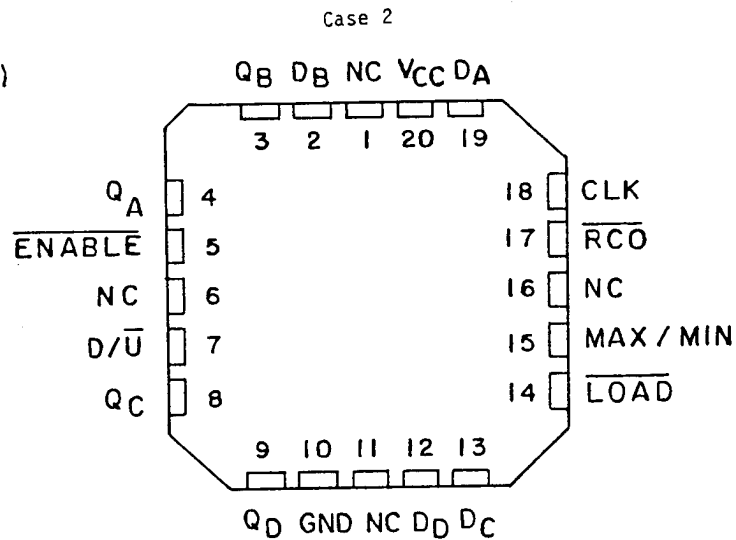 Case 2
)
QB DB NC VCC DA
3 2 1 20 19
QA 4 18 CLK
ENABLE 5 17 RCO
NC 6 16 NC
D/U 7 15 MAX / MIN
QC 8 14 LOAD
9 10 11 12 13
QD GND NC DD DC